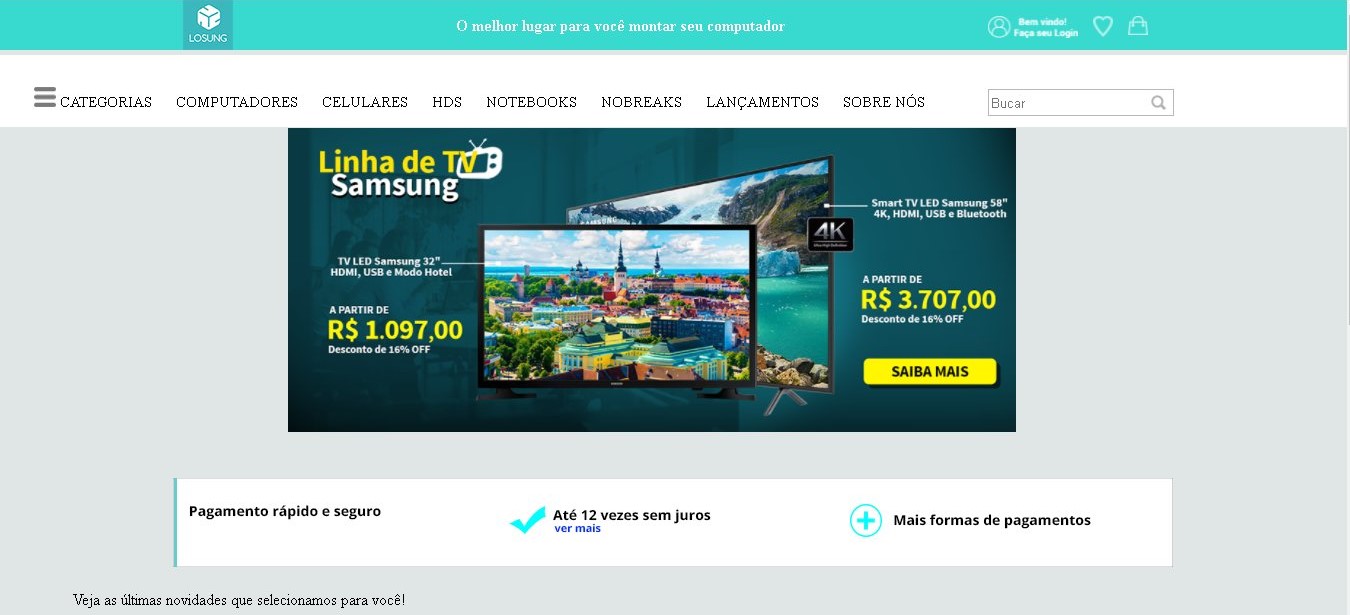 LOSUNG
O melhor lugar para você montar seu computador
Bem vindo!
Faça seu Login
CATEGORIAS COMPUTADORES CELULARES HDS NOTEBOOKS NOBREAKS LANÇAMENTOS SOBRE NÓS
Bucar
Linha de TV
Samsung
SAMSUNG
Smart TV LED Samsung 58"
4K, HDMI, USB e Bluetooth
4K
TV LED Samsung 32"
HDMI, USB e Modo Hotel
A PARTIR DE
R$ 1.097,00
Desconto de 16% OFF
A PARTIR DE
R$ 3.707,00
Desconto de 16% OFF
SAIBA MAIS
Pagamento rápido e seguro
Até 12 vezes sem juros
ver mais
Mais formas de pagamentos
Veja as últimas novidades que selecionamos para você!